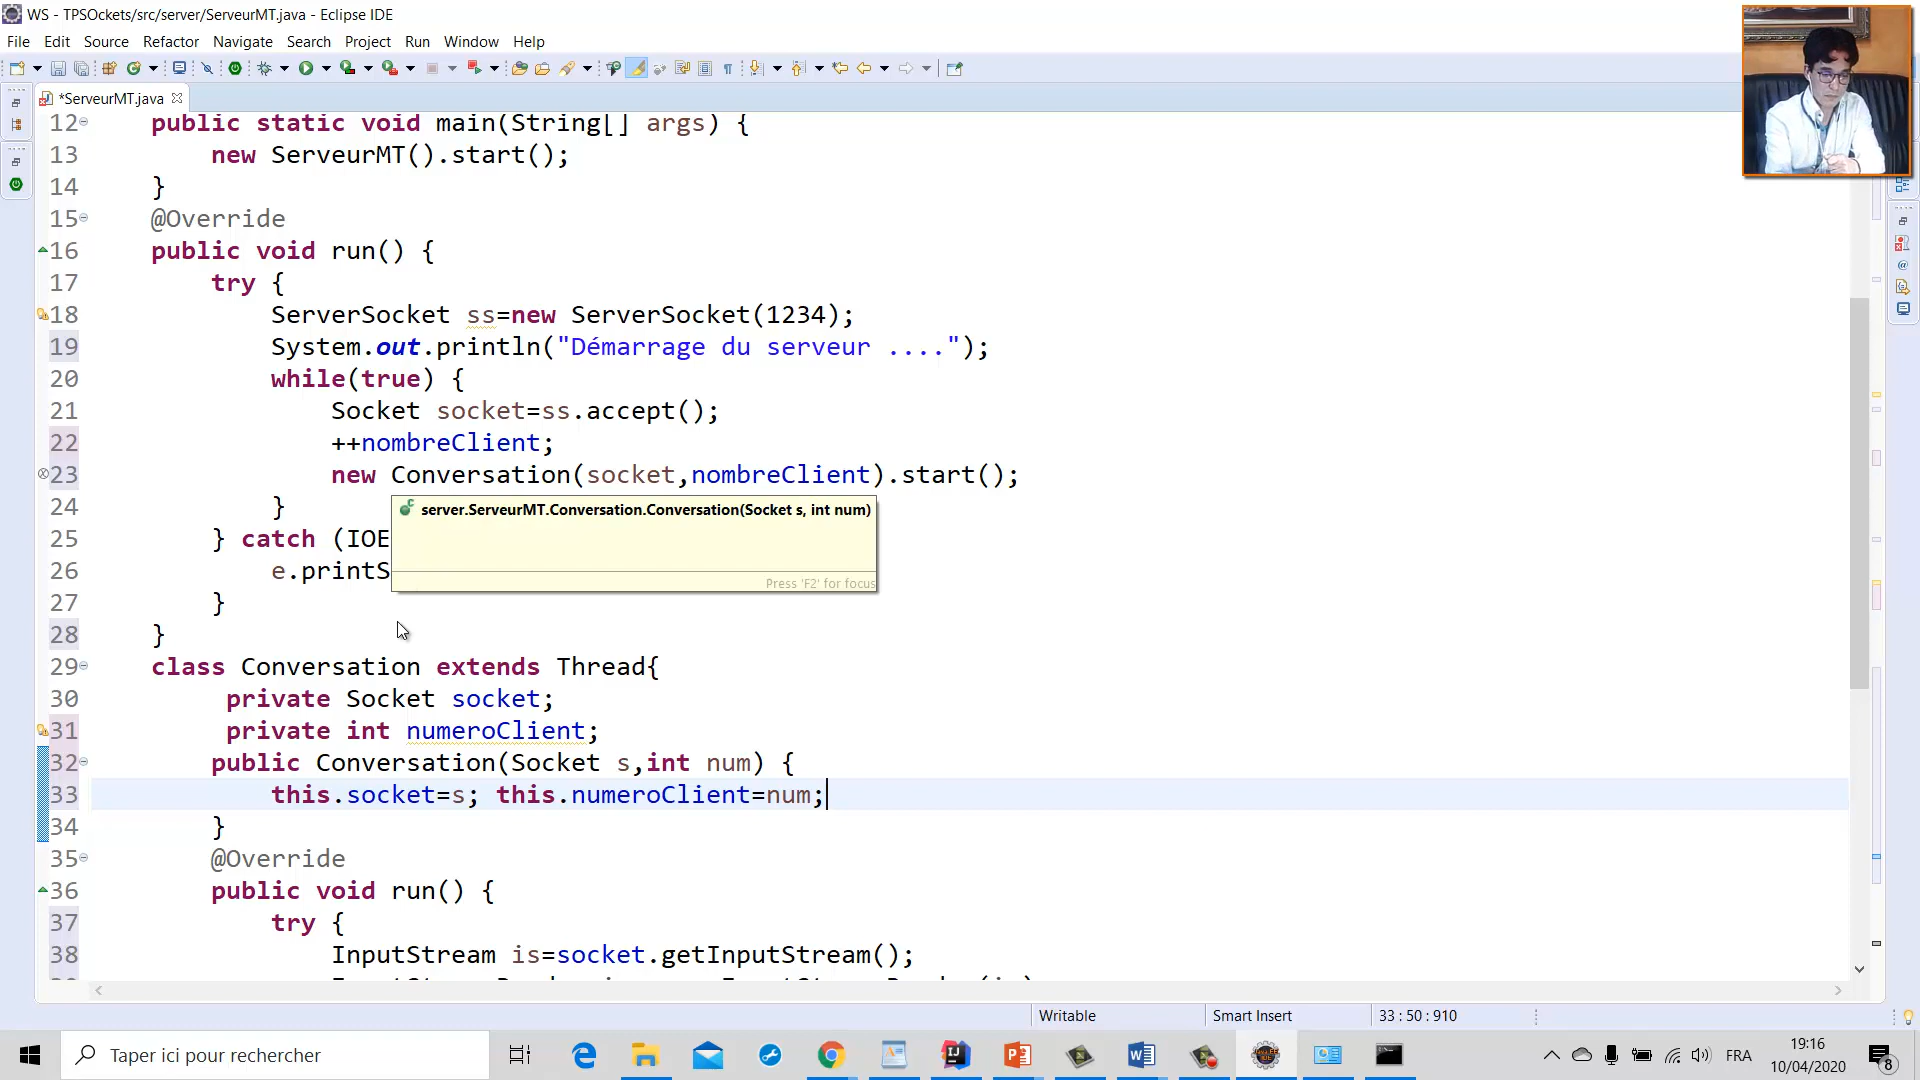 WS - TPSOckets/src/server/ServeurMT.java - Eclipse IDE
File Edit Source Refactor Navigate Search Project Run Window Help
*ServeurMT.java
12 public static void main(String[] args) {
13 new ServeurMT().start();
14 }
15 @Override
16 public void run() {
17 try {
18 ServerSocket ss=new ServerSocket(1234);
19 System.out.println("Démarrage du serveur ....");
20 while(true) {
21 Socket socket=ss.accept();
22 ++nombreClient;
23 new Conversation(socket,nombreClient).start();
24 }
server.ServeurMT.Conversation.Conversation(Socket s, int num)
25 } catch (IOE
26 e.printS
Press 'F2' for focus
27 }
28 }
29 class Conversation extends Thread{
30 private Socket socket;
31 private int numeroClient;
32 public Conversation(Socket s,int num) {
33 this.socket=s; this.numeroClient=num;
34 }
35 @Override
36 public void run() {
37 try {
38 InputStream is=socket.getInputStream();
Writable Smart Insert 33 : 50 : 910
Taper ici pour rechercher
FRA
19:16
10/04/2020
8